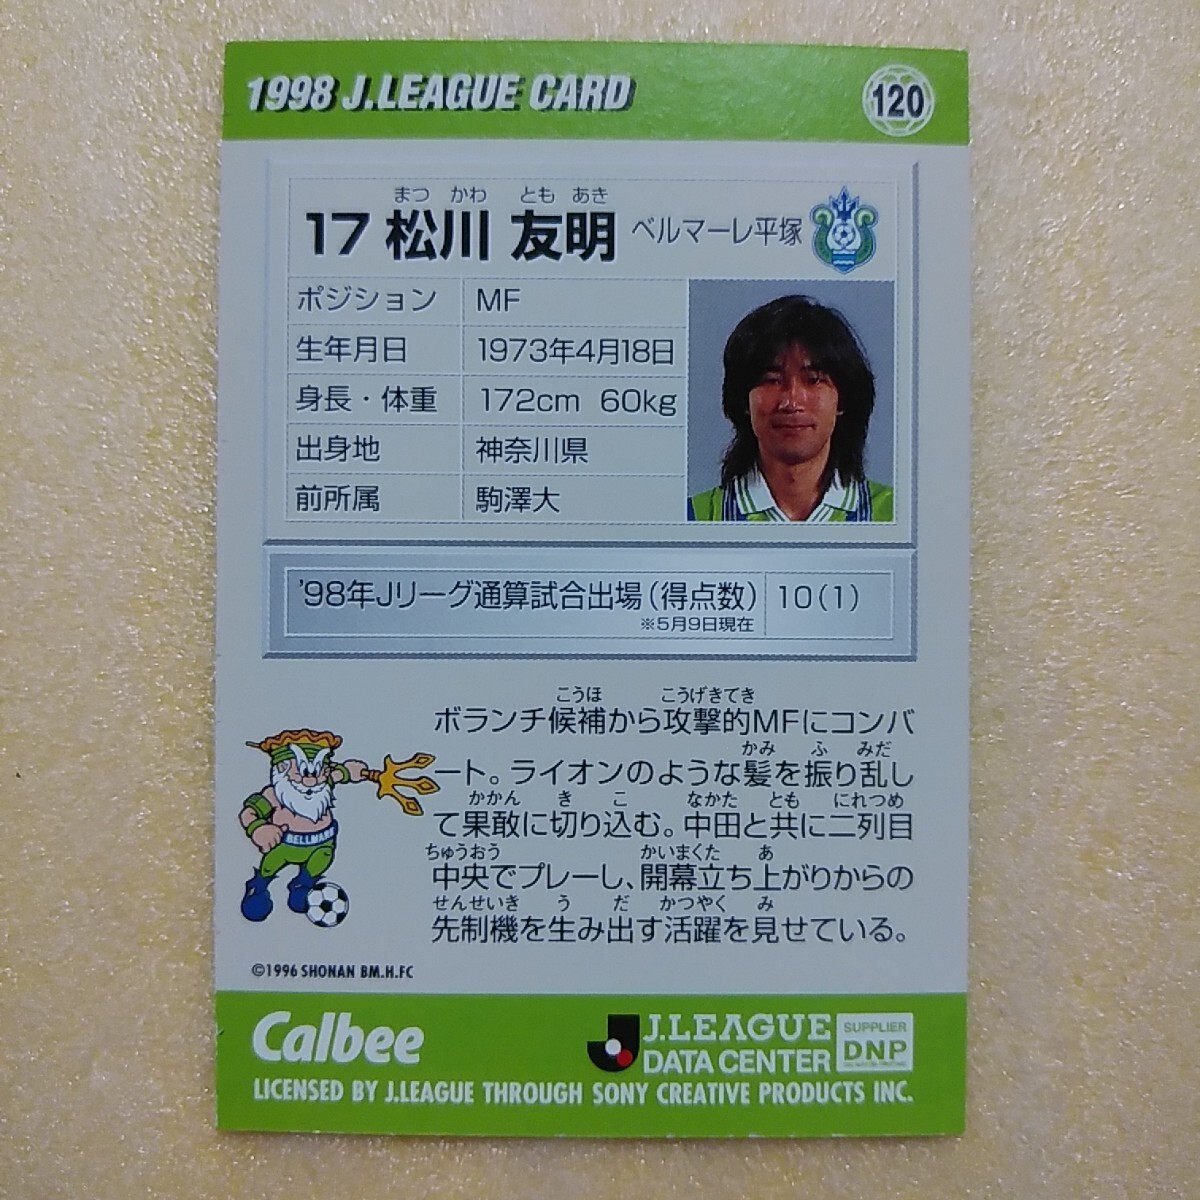 1998 J.LEAGUE CARD
120
まつ かわ とも あき
17 松川 友明 ベルマーレ平塚
ポジション MF
生年月日 1973年4月18日
身長・体重 172cm 60kg
出身地 神奈川県
前所属 駒澤大
'98年Jリーグ通算試合出場(得点数) 10(1)
※5月9日現在
こうほ こうげきてき
ボランチ候補から攻撃的MFにコンバ
かみ ふ みだ
ート。ライオンのような髪を振り乱し
かかん き こ なかた とも にれつめ
て果敢に切り込む。中田と共に二列目
ちゅうおう かいまくた あ
中央でプレーし、開幕立ち上がりからの
せんせいき う だ かつやく み
先制機を生み出す活躍を見せている。
BELLMARE
©1996 SHONAN BM.H.FC
Calbee
J.LEAGUE
DATA CENTER
SUPPLIER
DNP
LICENSED BY J.LEAGUE THROUGH SONY CREATIVE PRODUCTS INC.